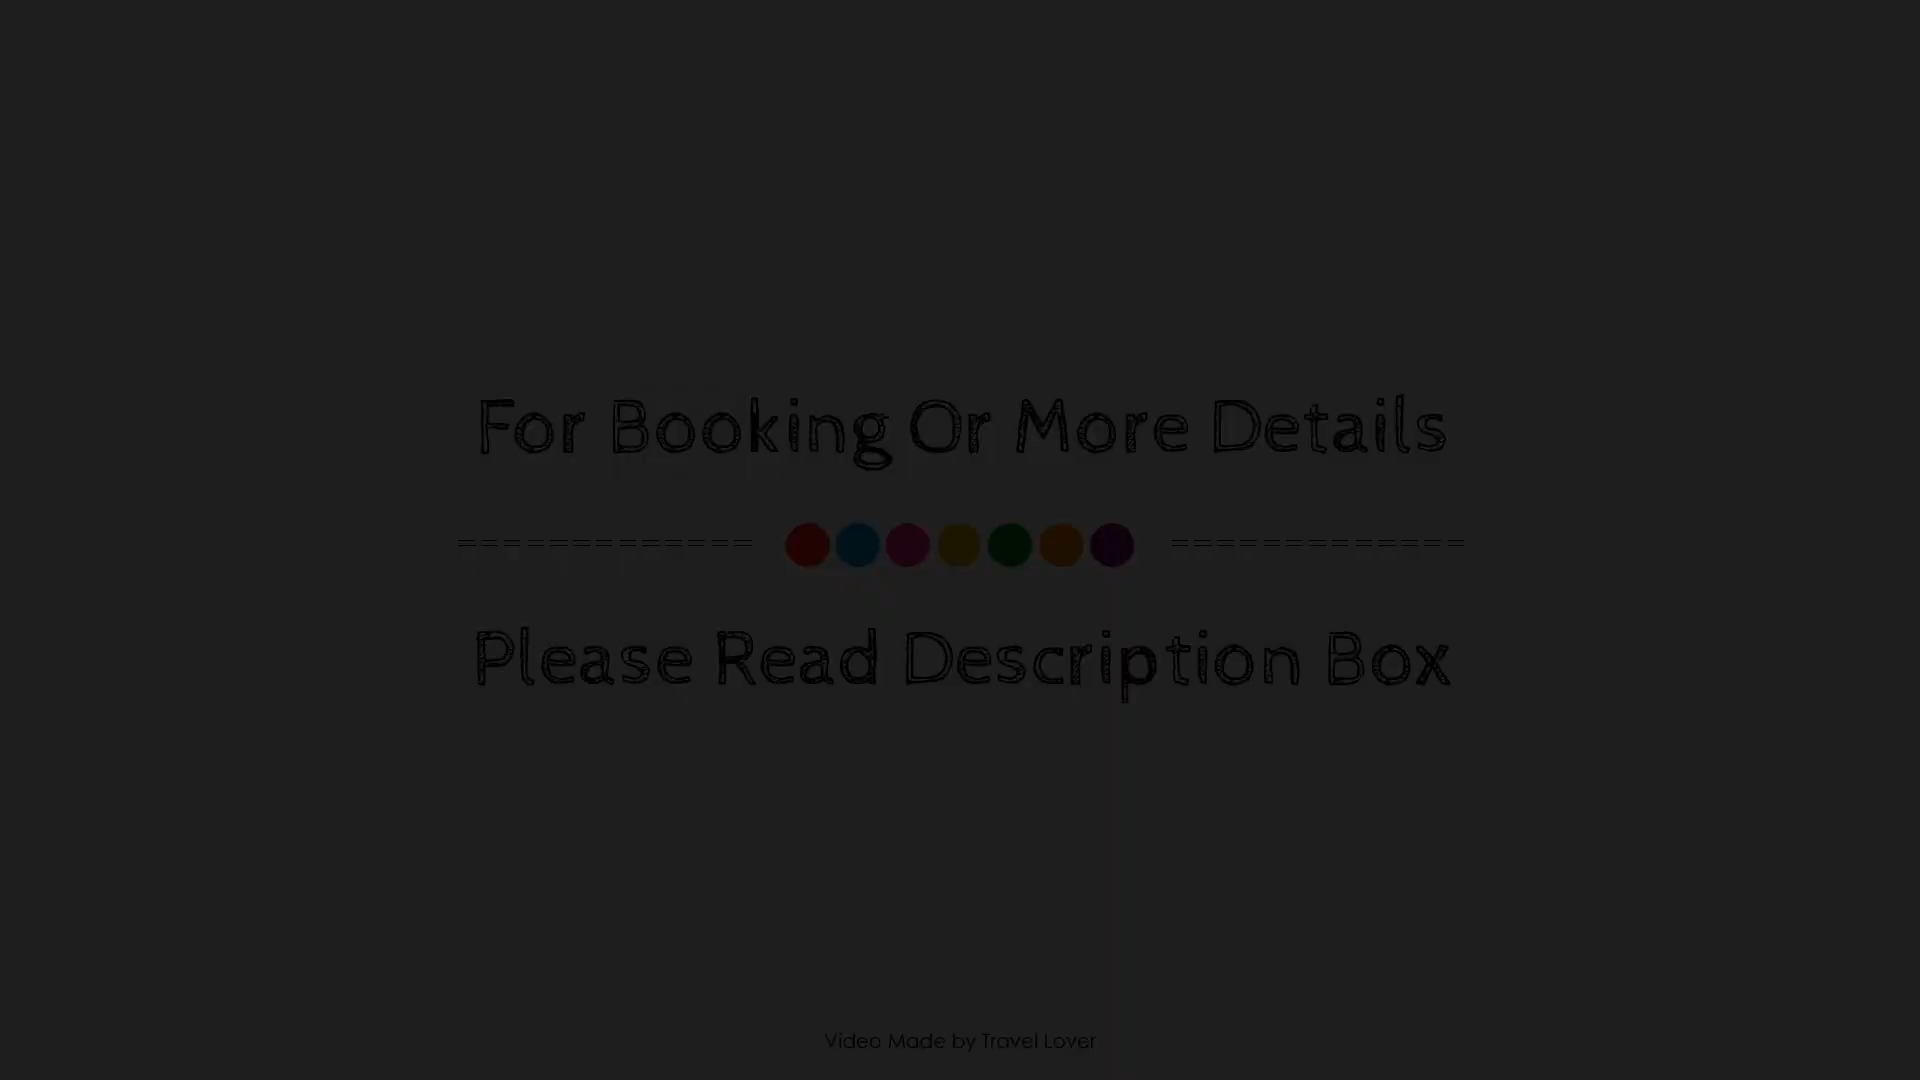 For Booking Or More Details
============= =============
Please Read Description Box
Video Made by Travel Lover